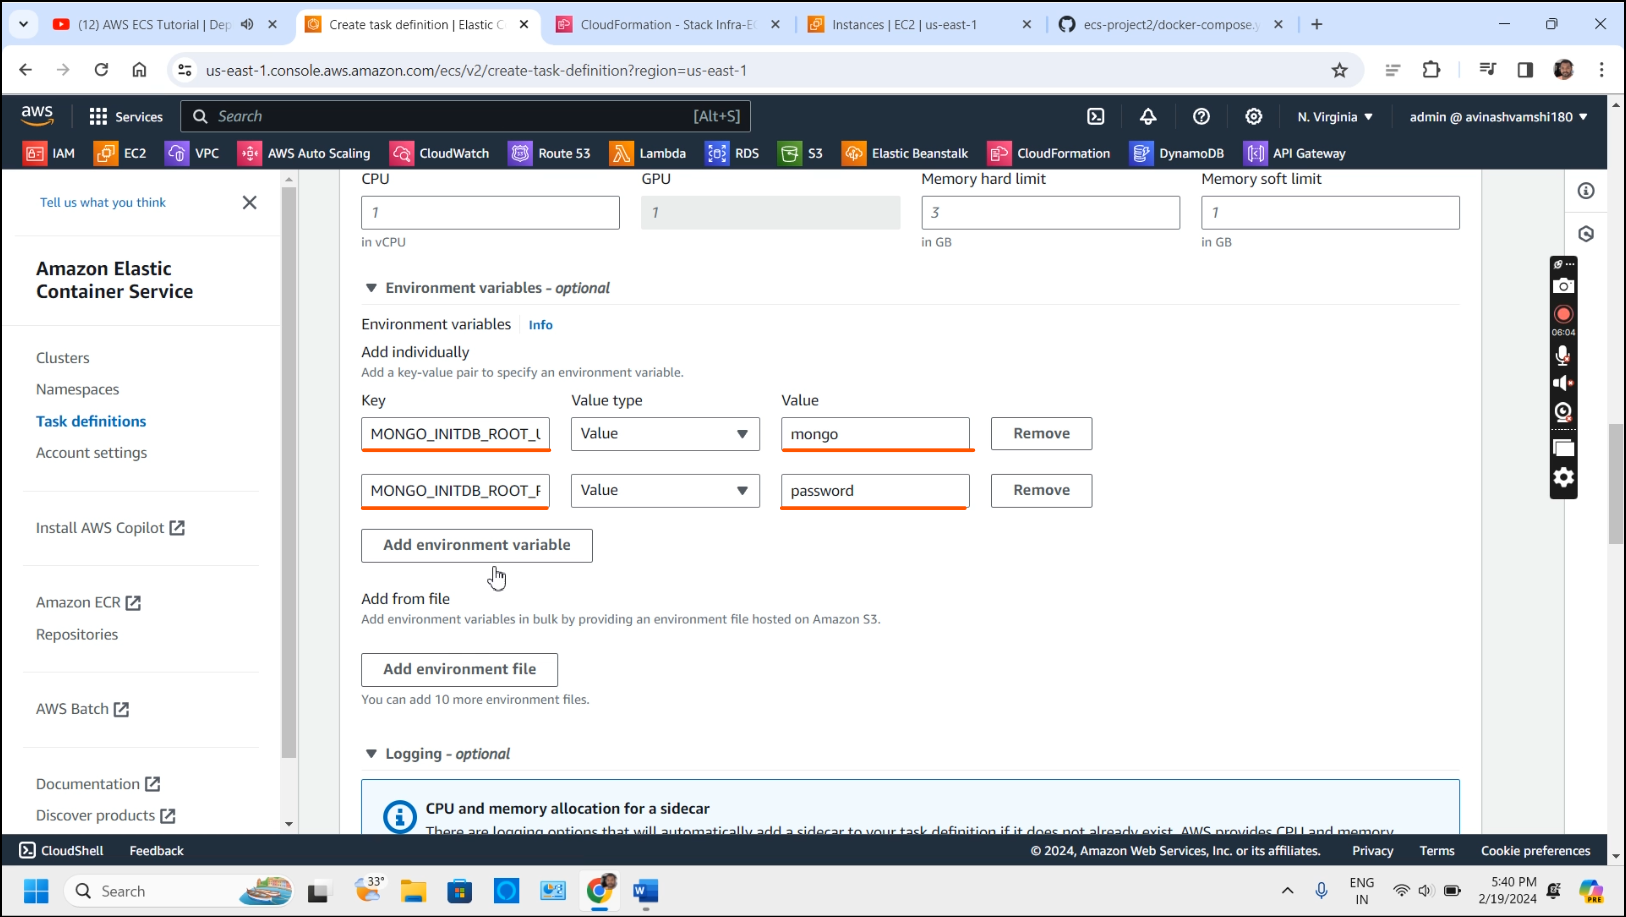 (12) AWS ECS Tutorial | Dep
Create task definition | Elastic C
CloudFormation - Stack Infra-E
Instances | EC2 | us-east-1
ecs-project2/docker-compose.y
us-east-1.console.aws.amazon.com/ecs/v2/create-task-definition?region=us-east-1
aws
Services
Search
[Alt+S]
N. Virginia
admin @ avinashvamshi180
IAM
EC2
VPC
AWS Auto Scaling
CloudWatch
Route 53
Lambda
RDS
S3
Elastic Beanstalk
CloudFormation
DynamoDB
API Gateway
Tell us what you think
Amazon Elastic
Container Service
Clusters
Namespaces
Task definitions
Account settings
Install AWS Copilot
Amazon ECR
Repositories
AWS Batch
Documentation
Discover products
CPU
GPU
Memory hard limit
Memory soft limit
1
1
3
1
in vCPU
in GB
in GB
Environment variables - optional
Environment variables
Info
Add individually
Add a key-value pair to specify an environment variable.
Key
Value type
Value
MONGO_INITDB_ROOT_U
Value
mongo
Remove
MONGO_INITDB_ROOT_P
Value
password
Remove
Add environment variable
Add from file
Add environment variables in bulk by providing an environment file hosted on Amazon S3.
Add environment file
You can add 10 more environment files.
Logging - optional
CPU and memory allocation for a sidecar
There are logging options that will automatically add a sidecar to your task definition if it does not already exist. AWS provides CPU and memory
06:04
CloudShell
Feedback
© 2024, Amazon Web Services, Inc. or its affiliates.
Privacy
Terms
Cookie preferences
Search
33°
ENG
IN
5:40 PM
2/19/2024
PRE